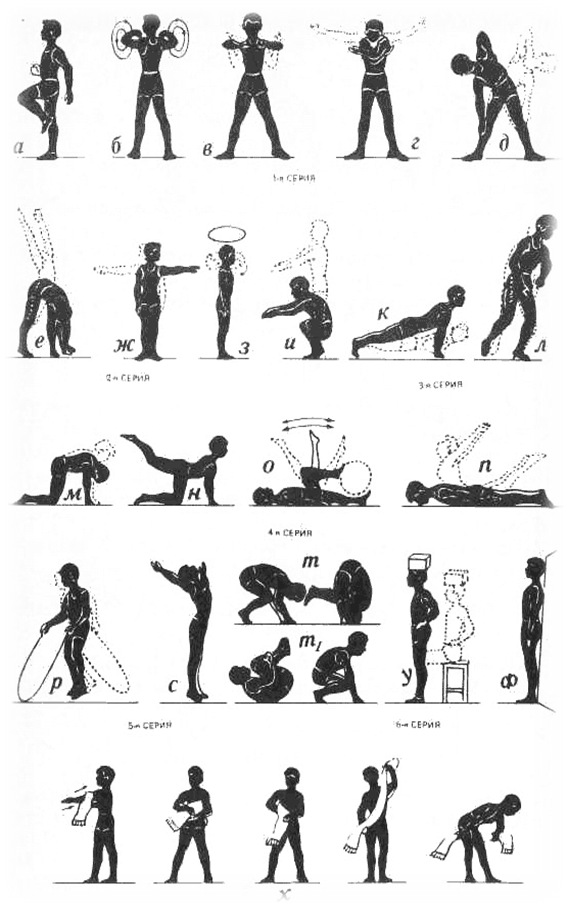 а б в г д
1-я СЕРИЯ
е ж з и к л
2-я СЕРИЯ 3-я СЕРИЯ
м н о п
4-я СЕРИЯ
р с т т1 у ф
5-я СЕРИЯ 6-я СЕРИЯ
х